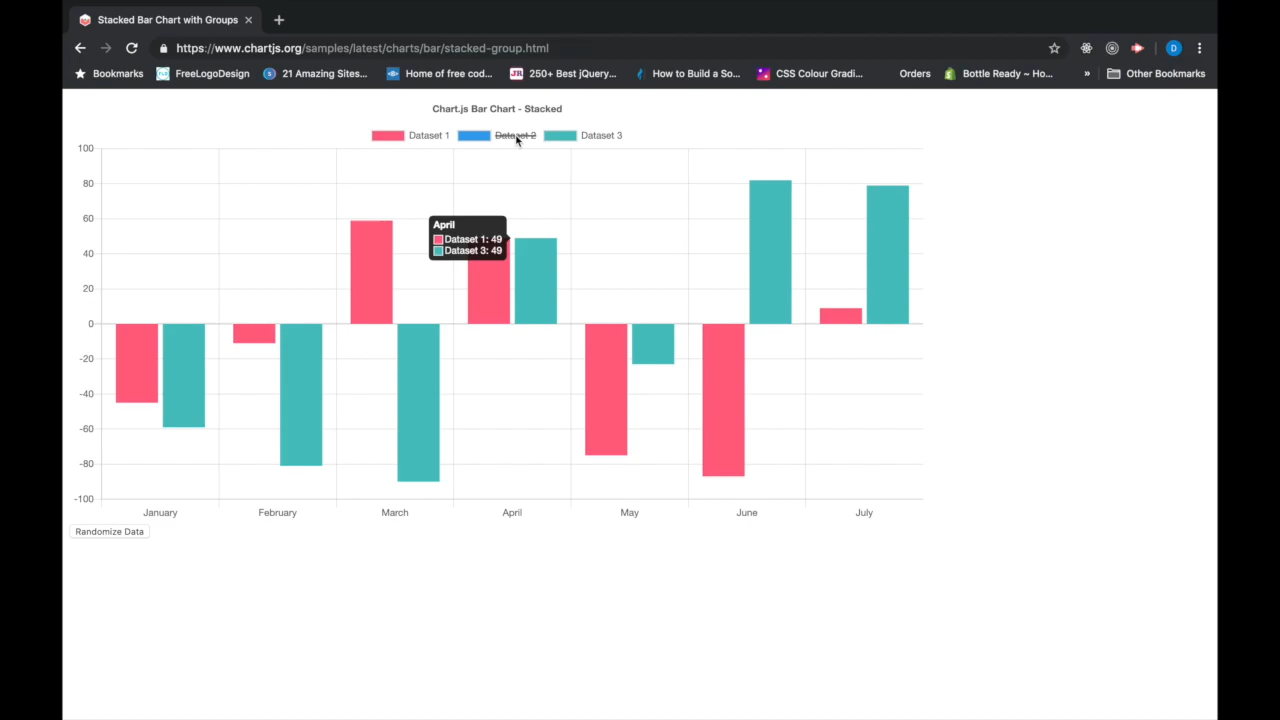 Stacked Bar Chart with Groups
https://www.chartjs.org/samples/latest/charts/bar/stacked-group.html
D
Bookmarks FreeLogoDesign 21 Amazing Sites... Home of free cod... JR 250+ Best jQuery... How to Build a So... CSS Colour Gradi... Orders Bottle Ready ~ Ho... » Other Bookmarks
Chart.js Bar Chart - Stacked
Dataset 1 Dataset 2 Dataset 3
100
80
60
April
40
Dataset 1: 49
Dataset 3: 49
20
0
-20
-40
-60
-80
-100
January February March April May June July
Randomize Data